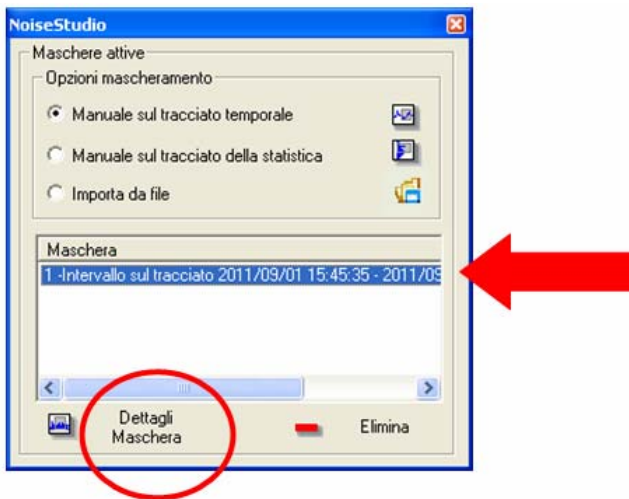 NoiseStudio
Maschere attive
Opzioni mascheramento
Manuale sul tracciato temporale
Manuale sul tracciato della statistica
Importa da file
Maschera
1 -Intervallo sul tracciato 2011/09/01 15:45:35 - 2011/09
Dettagli
Maschera
Elimina